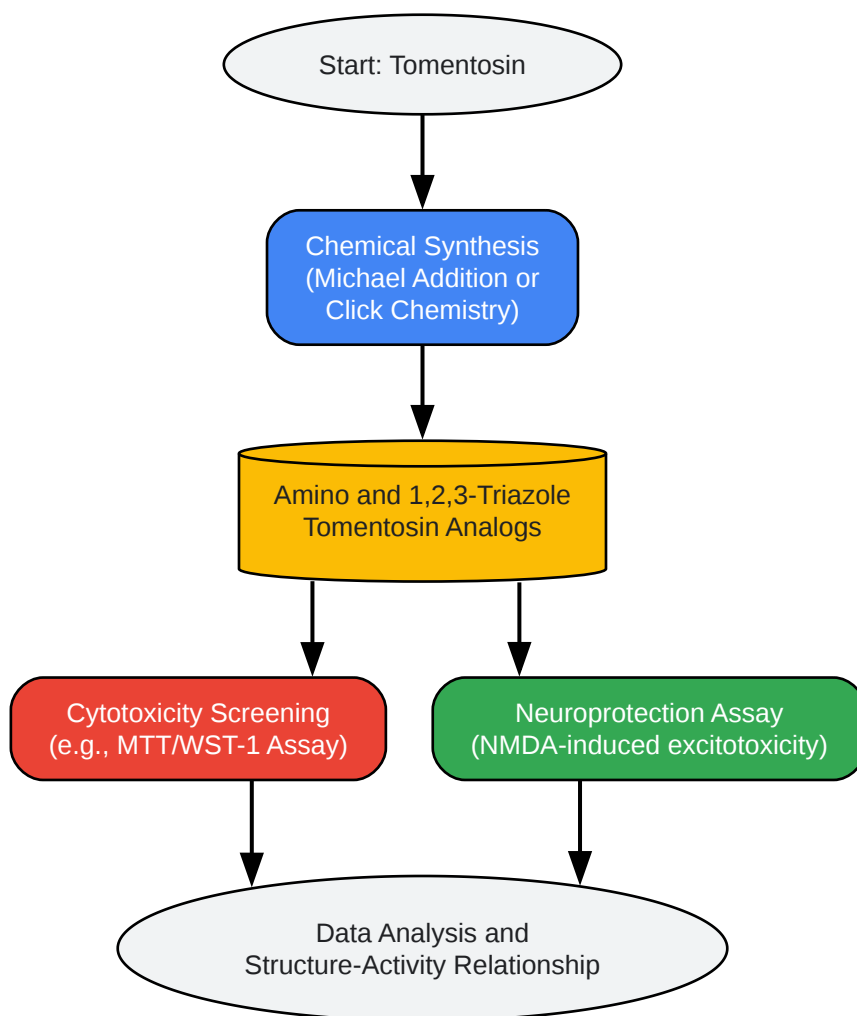 Start: Tomentosin
Chemical Synthesis
(Michael Addition or
Click Chemistry)
Amino and 1,2,3-Triazole
Tomentosin Analogs
Cytotoxicity Screening
(e.g., MTT/WST-1 Assay)
Neuroprotection Assay
(NMDA-induced excitotoxicity)
Data Analysis and
Structure-Activity Relationship